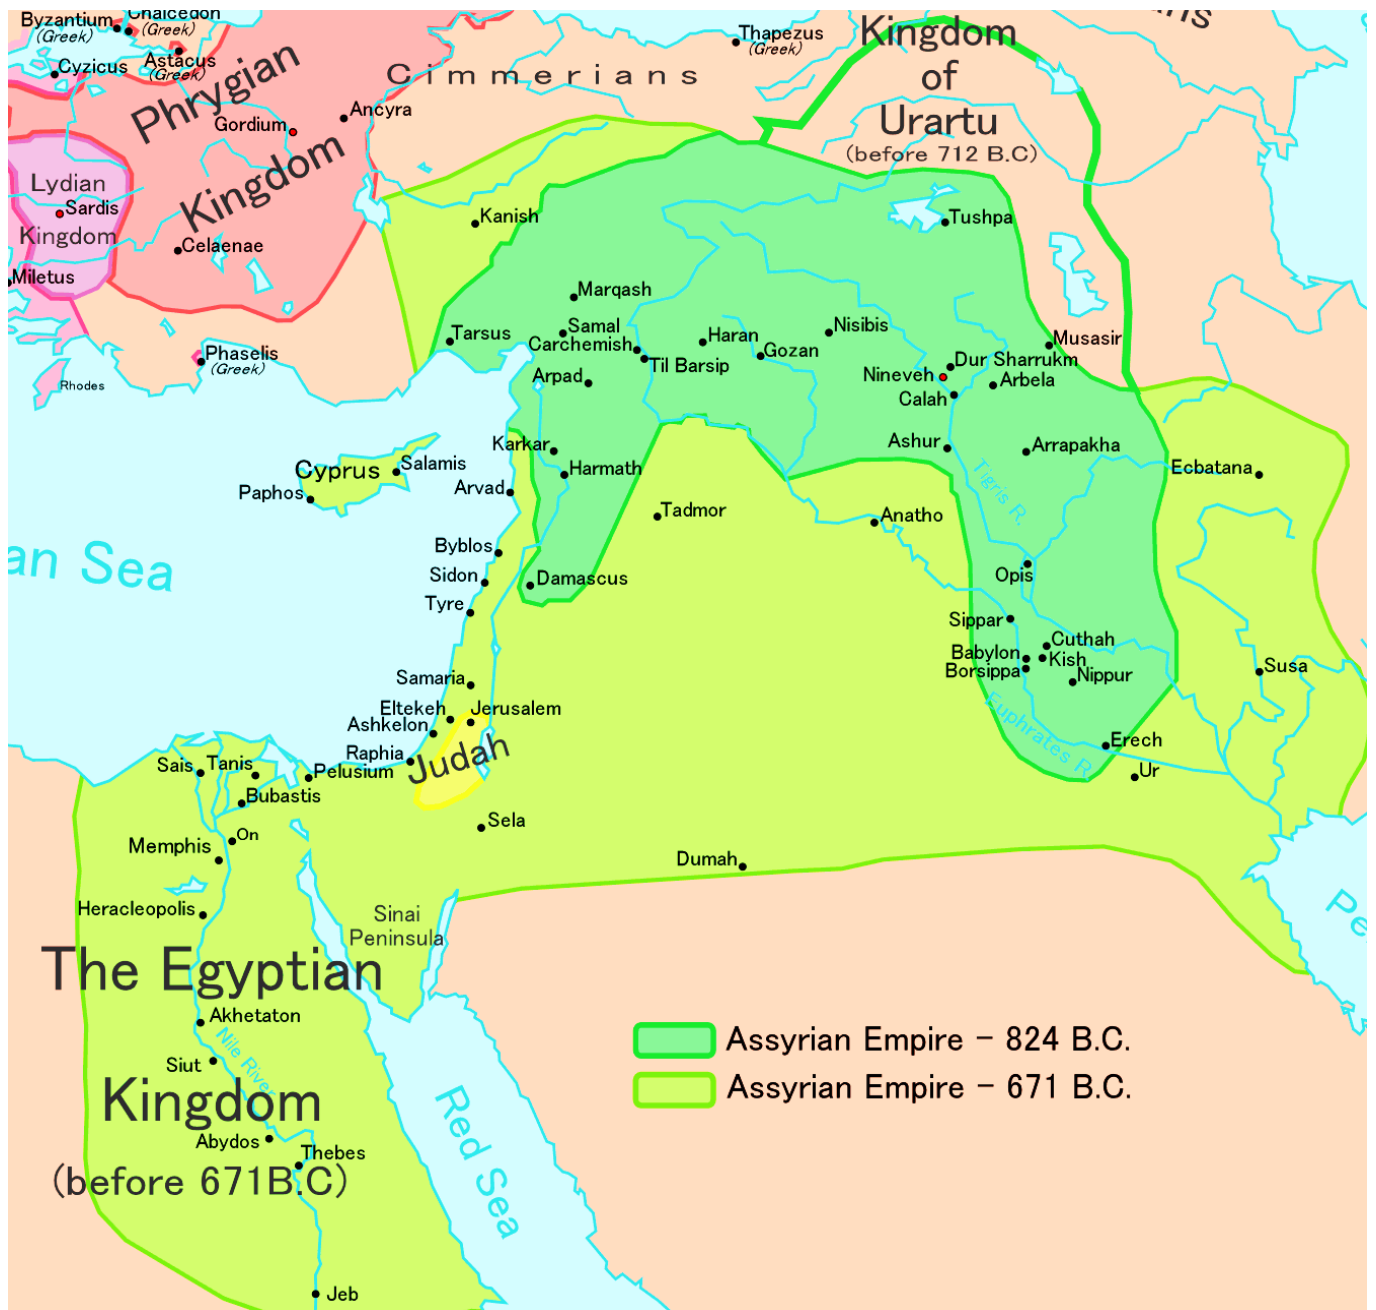 Byzantium
(Greek)
Chalcedon
(Greek)
Astacus
(Greek)
Cyzicus
Phrygian
Kingdom
Gordium
Ancyra
Cimmerians
Thapezus
(Greek)
Kingdom
of
Urartu
(before 712 B.C)
Lydian
Kingdom
Sardis
Celaenae
Miletus
Kanish
Tushpa
Marqash
Tarsus
Samal
Carchemish
Til Barsip
Haran
Gozan
Nisibis
Musasir
Dur Sharrukm
Nineveh
Arbela
Calah
Arpad
Phaselis
(Greek)
Rhodes
Karkar
Harmath
Ashur
Arrapakha
Ecbatana
Cyprus
Salamis
Paphos
Arvad
Tadmor
Anatho
Tigris R.
an Sea
Byblos
Sidon
Damascus
Tyre
Opis
Sippar
Cuthah
Babylon
Kish
Borsippa
Nippur
Susa
Samaria
Eltekeh
Jerusalem
Ashkelon
Raphia
Judah
Euphrates R.
Erech
Ur
Sais
Tanis
Pelusium
Bubastis
On
Memphis
Sela
Dumah
Heracleopolis
Sinai
Peninsula
The Egyptian
Kingdom
(before 671B.C)
Akhetaton
Nile River
Siut
Abydos
Thebes
Jeb
Red Sea
Assyrian Empire - 824 B.C.
Assyrian Empire - 671 B.C.